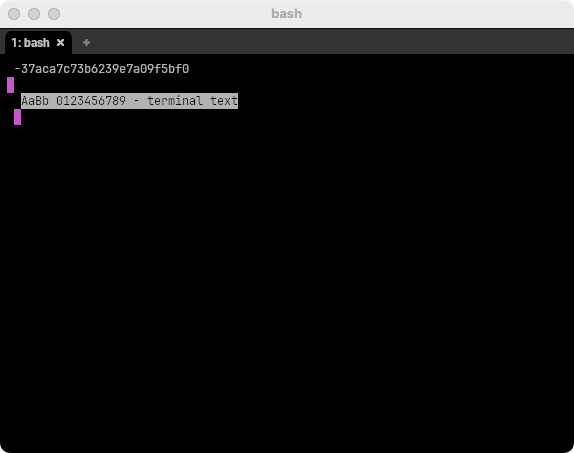 bash
1: bash × +
-37aca7c73b6239e7a09f5bf0
AaBb 0123456789 - terminal text